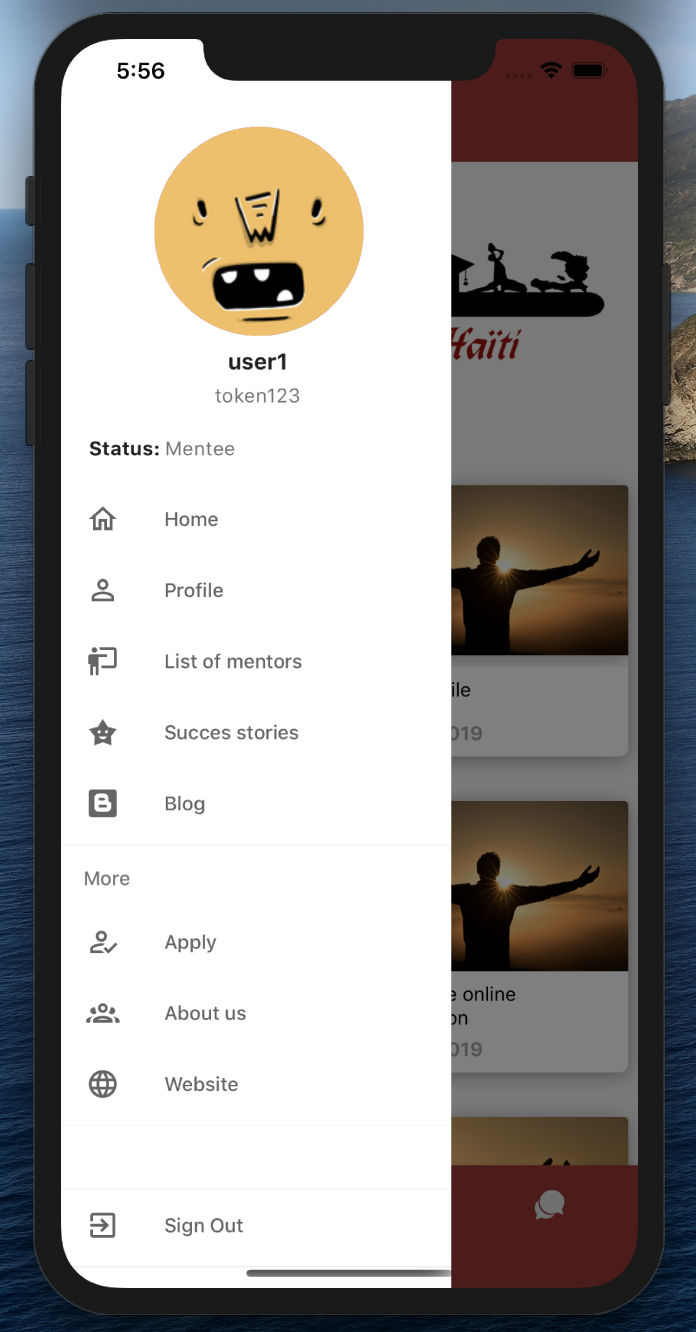 5:56
user1
token123
Status: Mentee
Home
Profile
List of mentors
Succes stories
Blog
More
Apply
About us
Website
Sign Out
Haïti
ile
019
e online
on
019